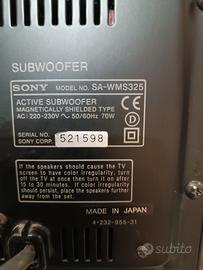 SUBWOOFER
SONY MODEL NO. SA-WMS325
ACTIVE SUBWOOFER
MAGNETICALLY SHIELDED TYPE
AC: 220-230V ~ 50/60Hz 70W
SERIAL NO. 521598
SONY CORP.
If the speakers should cause the TV
screen to have color irregularity, turn
off the TV at once then turn it on after
15 to 30 minutes. If color irregularity
should persist, place the speakers
further away from the TV set.
MADE IN JAPAN
4-232-955-31
subito